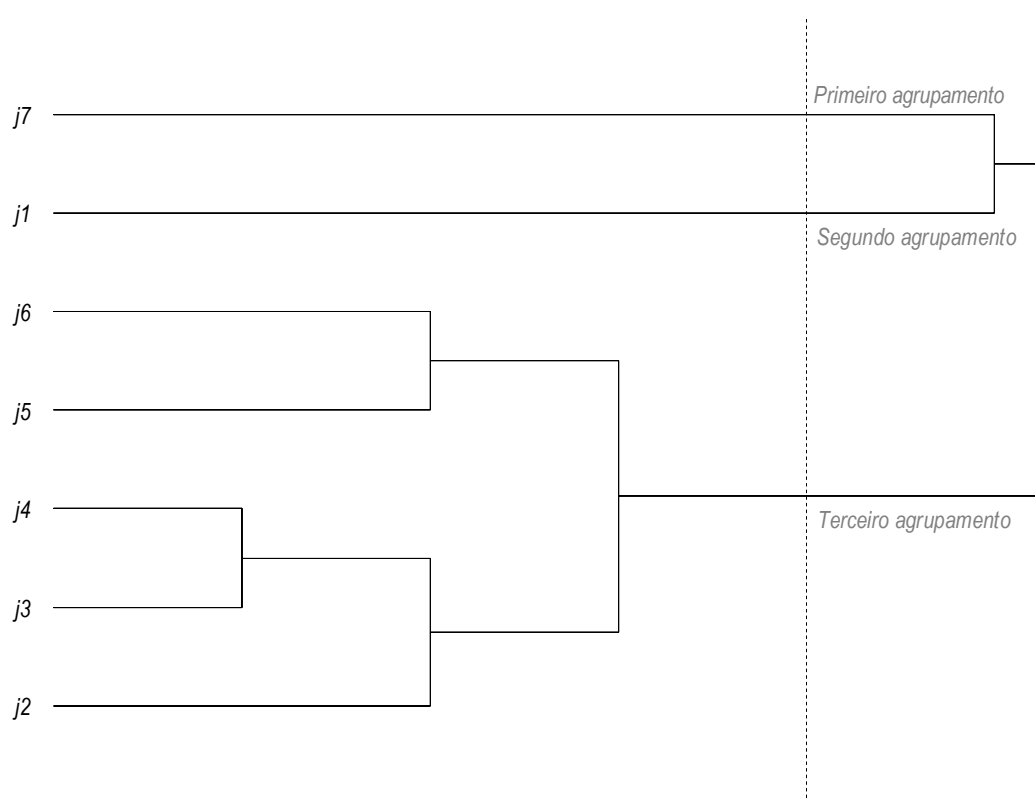 Primeiro agrupamento
j7
j1
Segundo agrupamento
j6
j5
j4
Terceiro agrupamento
j3
j2